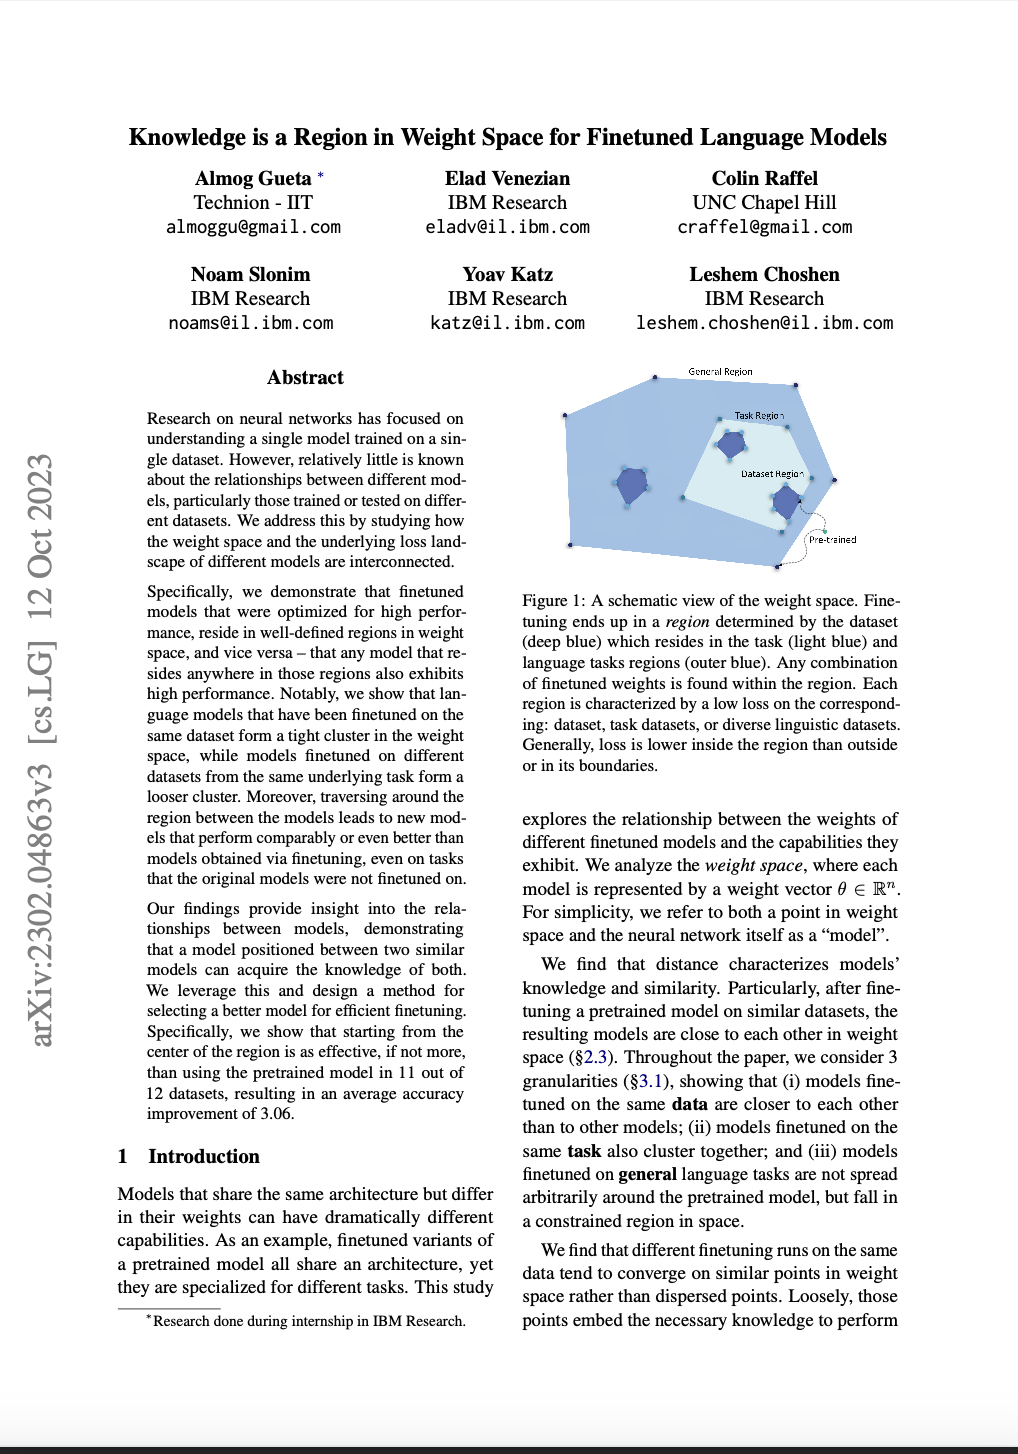 Knowledge is a Region in Weight Space for Finetuned Language Models
Almog Gueta *
Technion - IIT
almoggu@gmail.com
Elad Venezian
IBM Research
eladv@il.ibm.com
Colin Raffel
UNC Chapel Hill
craffel@gmail.com
Noam Slonim
IBM Research
noams@il.ibm.com
Yoav Katz
IBM Research
katz@il.ibm.com
Leshem Choshen
IBM Research
leshem.choshen@il.ibm.com
arXiv:2302.04863v3 [cs.LG] 12 Oct 2023
Abstract
Research on neural networks has focused on
understanding a single model trained on a sin-
gle dataset. However, relatively little is known
about the relationships between different mod-
els, particularly those trained or tested on differ-
ent datasets. We address this by studying how
the weight space and the underlying loss land-
scape of different models are interconnected.
Specifically, we demonstrate that finetuned
models that were optimized for high perfor-
mance, reside in well-defined regions in weight
space, and vice versa – that any model that re-
sides anywhere in those regions also exhibits
high performance. Notably, we show that lan-
guage models that have been finetuned on the
same dataset form a tight cluster in the weight
space, while models finetuned on different
datasets from the same underlying task form a
looser cluster. Moreover, traversing around the
region between the models leads to new mod-
els that perform comparably or even better than
models obtained via finetuning, even on tasks
that the original models were not finetuned on.
Our findings provide insight into the rela-
tionships between models, demonstrating
that a model positioned between two similar
models can acquire the knowledge of both.
We leverage this and design a method for
selecting a better model for efficient finetuning.
Specifically, we show that starting from the
center of the region is as effective, if not more,
than using the pretrained model in 11 out of
12 datasets, resulting in an average accuracy
improvement of 3.06.
1 Introduction
Models that share the same architecture but differ
in their weights can have dramatically different
capabilities. As an example, finetuned variants of
a pretrained model all share an architecture, yet
they are specialized for different tasks. This study
*Research done during internship in IBM Research.
General Region
Task Region
Dataset Region
Pre-trained
Figure 1: A schematic view of the weight space. Fine-
tuning ends up in a region determined by the dataset
(deep blue) which resides in the task (light blue) and
language tasks regions (outer blue). Any combination
of finetuned weights is found within the region. Each
region is characterized by a low loss on the correspond-
ing: dataset, task datasets, or diverse linguistic datasets.
Generally, loss is lower inside the region than outside
or in its boundaries.
explores the relationship between the weights of
different finetuned models and the capabilities they
exhibit. We analyze the weight space, where each
model is represented by a weight vector θ ∈ ℝⁿ.
For simplicity, we refer to both a point in weight
space and the neural network itself as a “model”.
We find that distance characterizes models’
knowledge and similarity. Particularly, after fine-
tuning a pretrained model on similar datasets, the
resulting models are close to each other in weight
space (§2.3). Throughout the paper, we consider 3
granularities (§3.1), showing that (i) models fine-
tuned on the same data are closer to each other
than to other models; (ii) models finetuned on the
same task also cluster together; and (iii) models
finetuned on general language tasks are not spread
arbitrarily around the pretrained model, but fall in
a constrained region in space.
We find that different finetuning runs on the same
data tend to converge on similar points in weight
space rather than dispersed points. Loosely, those
points embed the necessary knowledge to perform